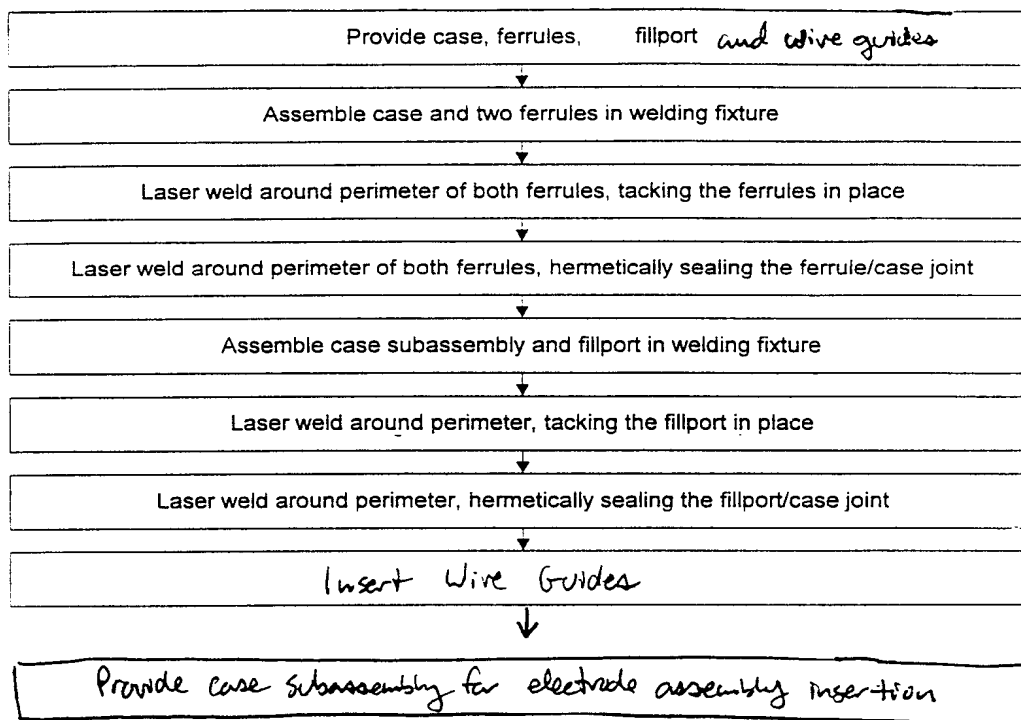 Provide case, ferrules, fillport and wire guides
Assemble case and two ferrules in welding fixture
Laser weld around perimeter of both ferrules, tacking the ferrules in place
Laser weld around perimeter of both ferrules, hermetically sealing the ferrule/case joint
Assemble case subassembly and fillport in welding fixture
Laser weld around perimeter, tacking the fillport in place
Laser weld around perimeter, hermetically sealing the fillport/case joint
Insert Wire Guides
Provide case subassembly for electrode assembly insertion